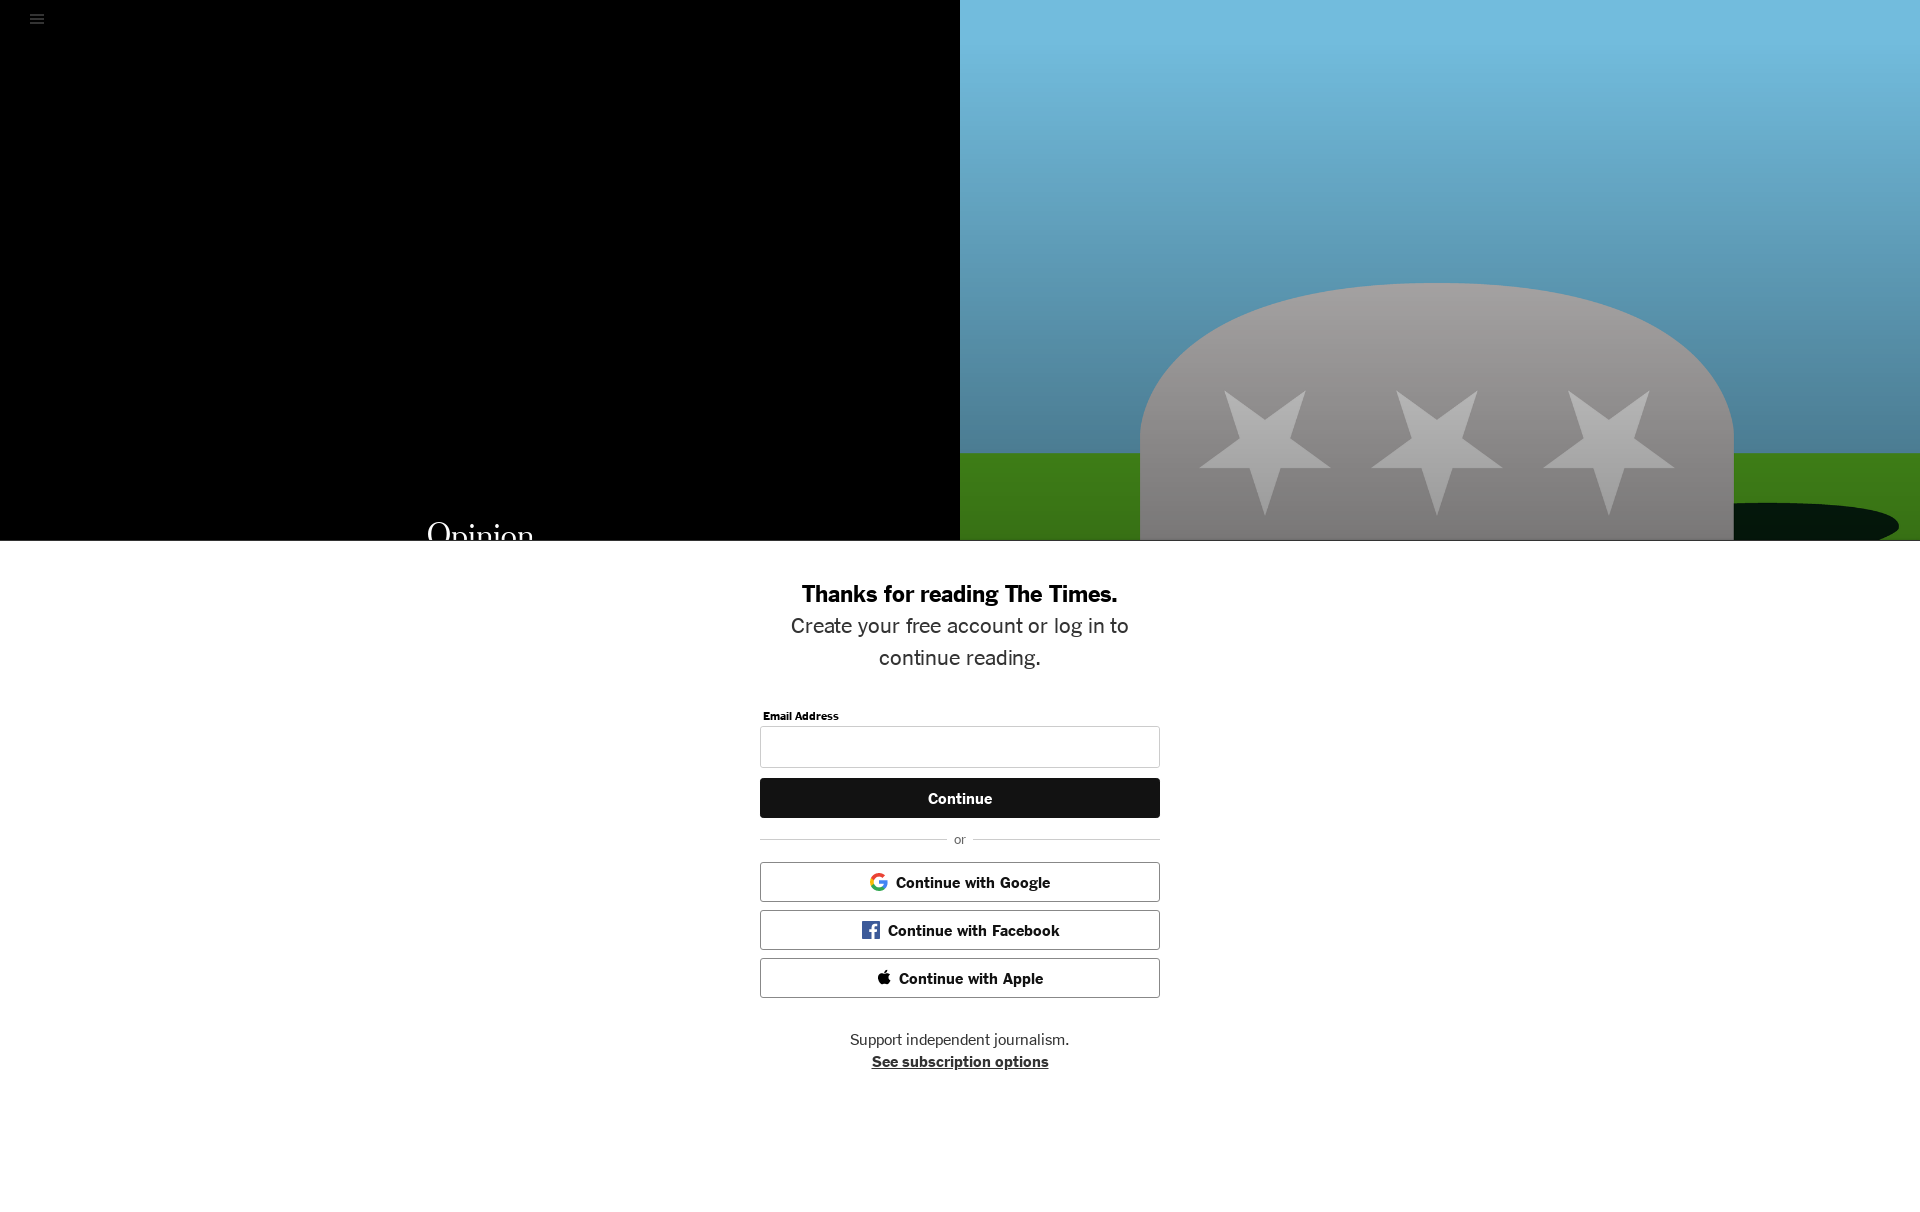 Opinion
Thanks for reading The Times.
Create your free account or log in to
continue reading.
Email Address
Continue
or
Continue with Google
Continue with Facebook
Continue with Apple
Support independent journalism.
See subscription options